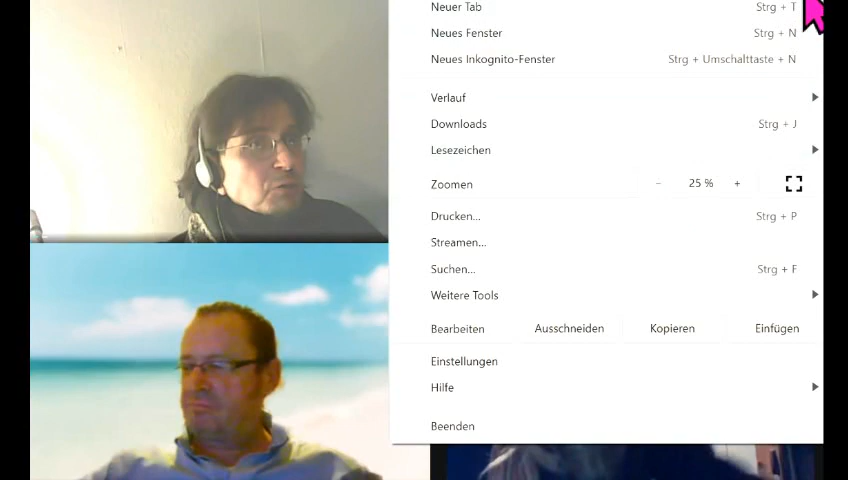 Neuer Tab Strg + T
Neues Fenster Strg + N
Neues Inkognito-Fenster Strg + Umschalttaste + N
Verlauf
Downloads Strg + J
Lesezeichen
Zoomen − 25 % +
Drucken... Strg + P
Streamen...
Suchen... Strg + F
Weitere Tools
Bearbeiten Ausschneiden Kopieren Einfügen
Einstellungen
Hilfe
Beenden